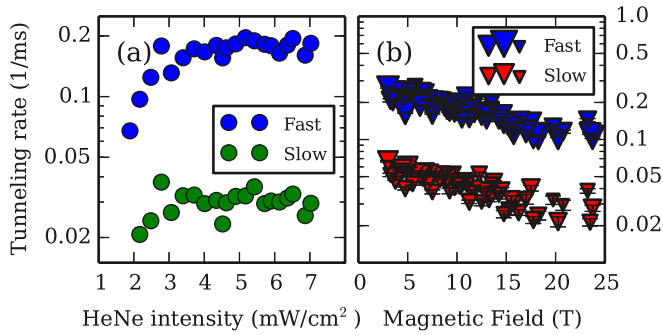 Tunneling rate (1/ms)
0.2
0.1
0.05
0.02
(a)
Fast
Slow
1 2 3 4 5 6 7
HeNe intensity (mW/cm²)
(b)
Fast
Slow
1.0
0.5
0.2
0.1
0.05
0.02
0 5 10 15 20 25
Magnetic Field (T)